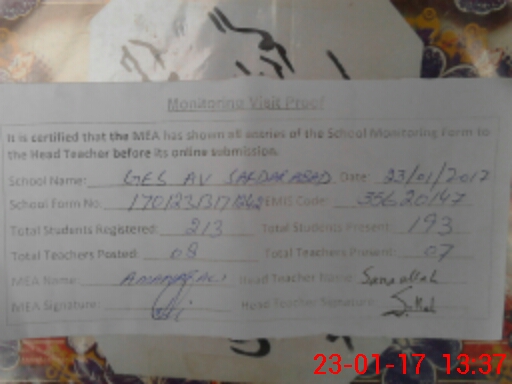 Monitoring Visit Proof
It is certified that the MEA has shown all entries of the School Monitoring Form to
the Head Teacher before its online submission.
School Name: GES AV SAFDARABAD Date: 23/01/2017
School Form No: EMIS Code: 35620147
Total Students Registered: 213 Total Students Present: 193
Total Teachers Posted: 08 Total Teachers Present: 07
MEA Name: Head Teacher Name: Sanaullah
MEA Signature: Head Teacher Signature:
23-01-17 13:37